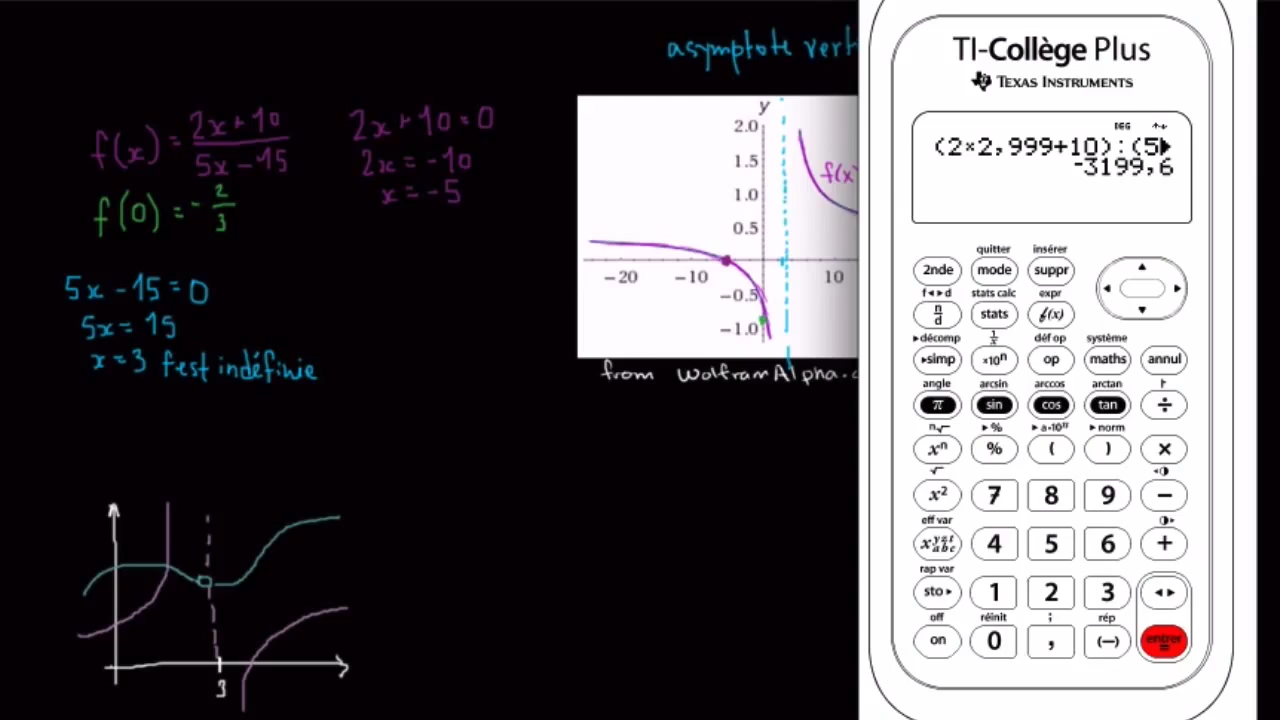 asymptote vert
f(x) = 2x+10 / 5x-15
2x+10=0
2x=-10
x=-5
f(0) = -2/3
5x-15=0
5x=15
x=3 f est indéfinie
y
2.0
1.5
1.0
0.5
-0.5
-1.0
-20
-10
10
f(x)
from WolframAlpha.c
3
TI-Collège Plus
TEXAS INSTRUMENTS
DEG
(2×2,999+10):(5
-3199,6
quitter insérer
2nde mode suppr
f◄►d stats calc expr
n/d stats f(x)
►décomp 1/x déf op système
►simp ×10ⁿ op maths annul
angle arcsin arccos arctan
π sin cos tan ÷
ⁿ√ ►% ►a·10ⁿ ►norm
xⁿ % ( ) ×
√
x² 7 8 9 −
eff var
x y z t a b c 4 5 6 +
rap var
sto► 1 2 3 ◄►
off réinit ; rép
on 0 , (−) entrer
=